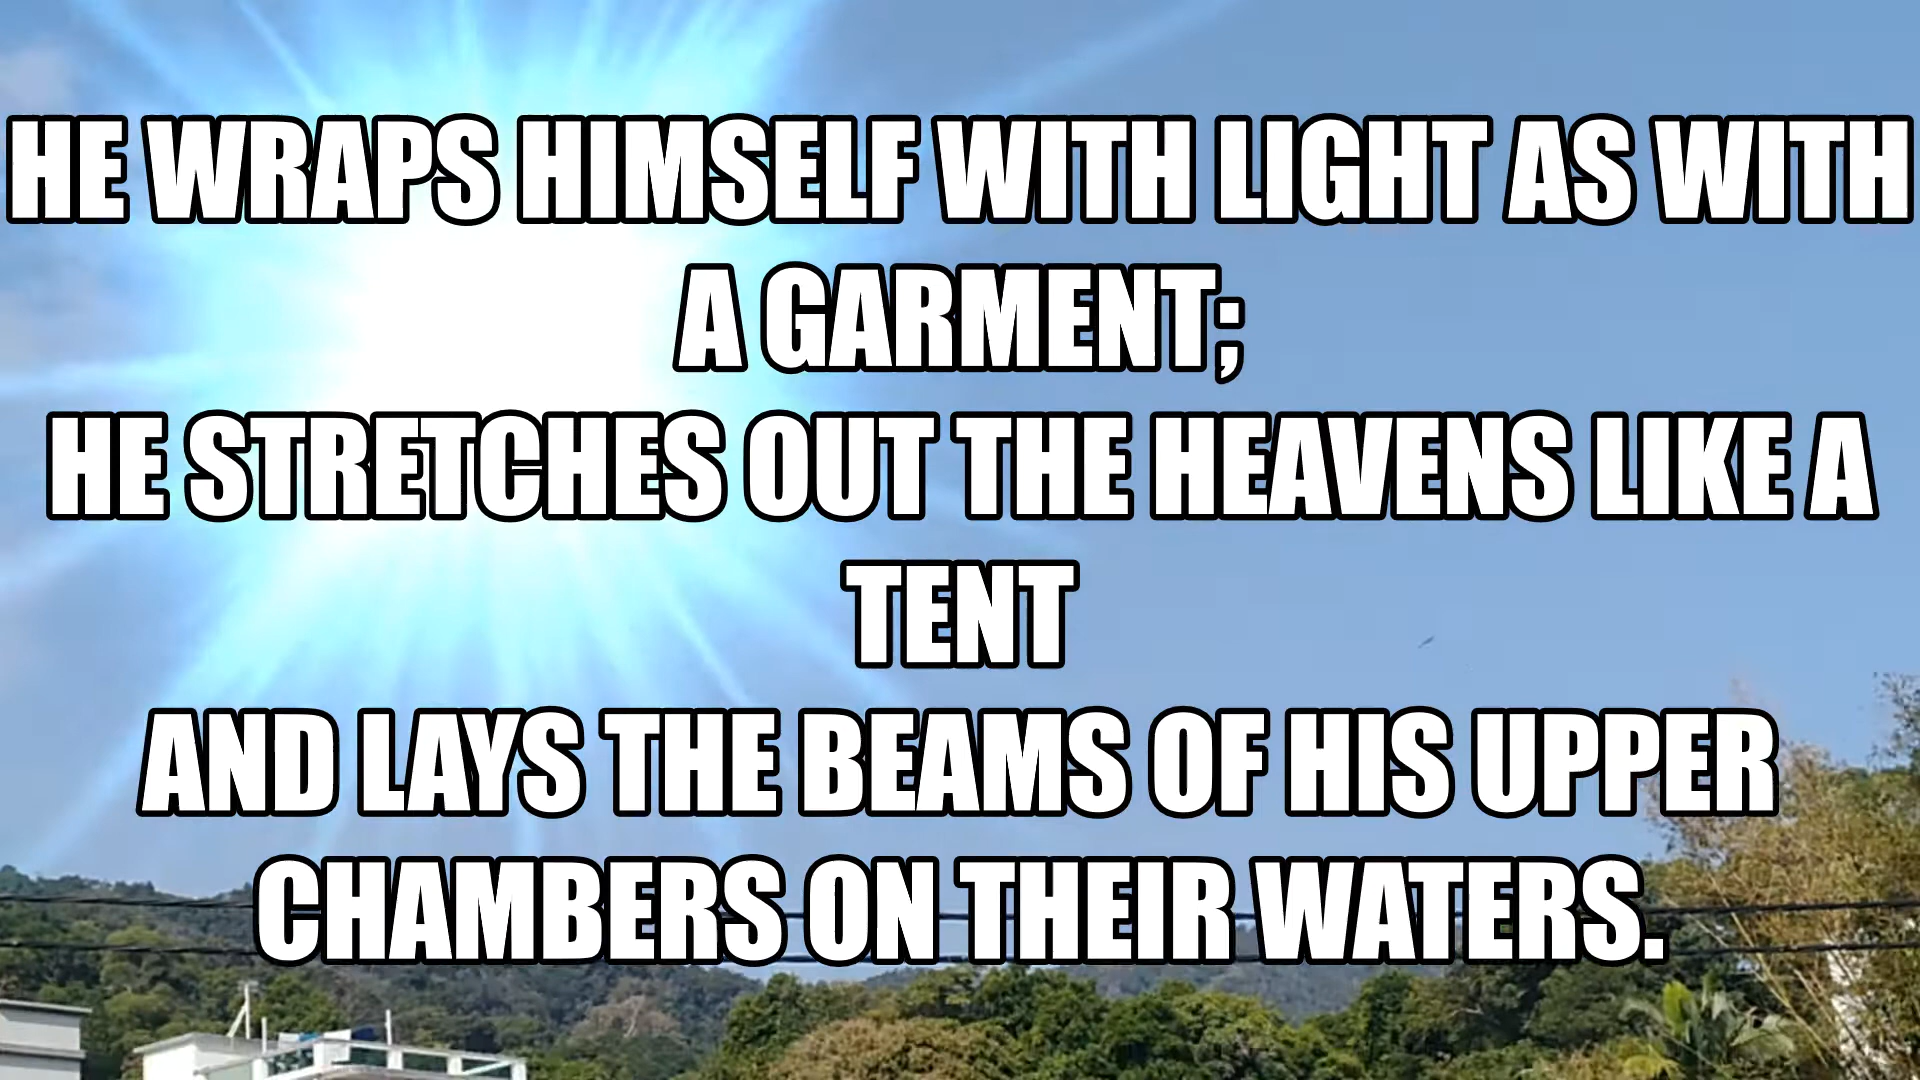 HE WRAPS HIMSELF WITH LIGHT AS WITH
A GARMENT;
HE STRETCHES OUT THE HEAVENS LIKE A
TENT
AND LAYS THE BEAMS OF HIS UPPER
CHAMBERS ON THEIR WATERS.